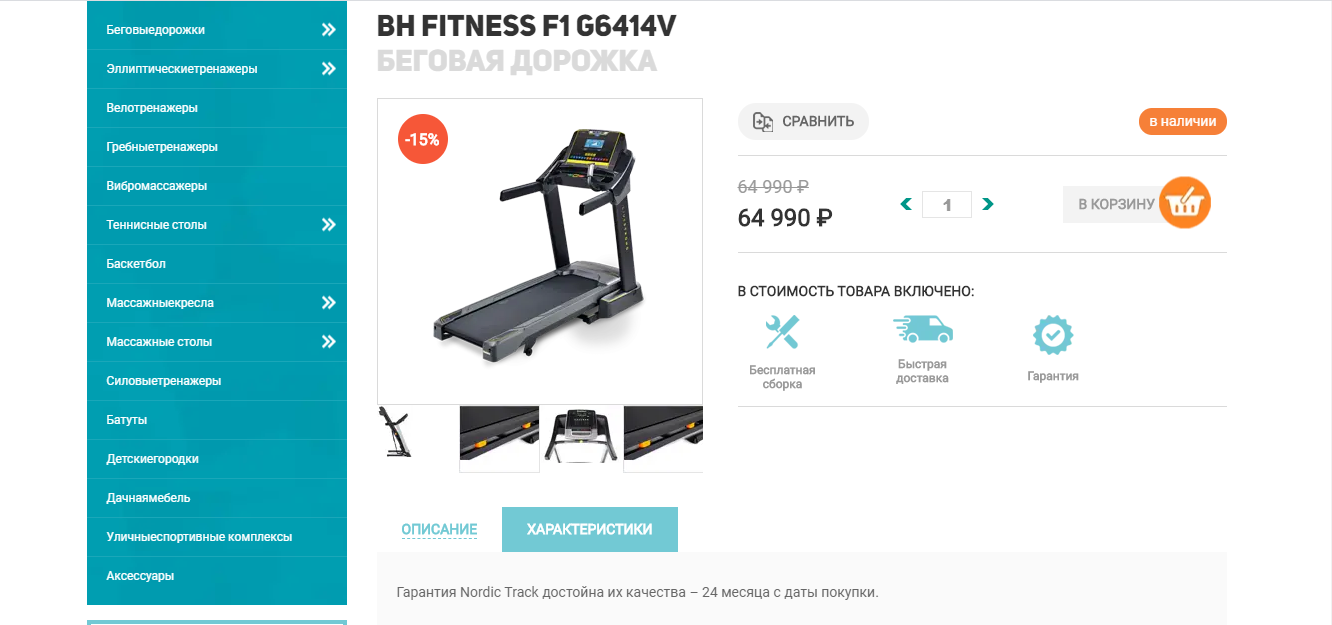 Беговыедорожки
Эллиптическиетренажеры
Велотренажеры
Гребныетренажеры
Вибромассажеры
Теннисные столы
Баскетбол
Массажныекресла
Массажные столы
Силовыетренажеры
Батуты
Детскиегородки
Дачнаямебель
Уличныеспортивные комплексы
Аксессуары
BH FITNESS F1 G6414V
БЕГОВАЯ ДОРОЖКА
-15%
СРАВНИТЬ
в наличии
64 990 ₽
64 990 ₽
1
В КОРЗИНУ
В СТОИМОСТЬ ТОВАРА ВКЛЮЧЕНО:
Бесплатная
сборка
Быстрая
доставка
Гарантия
ОПИСАНИЕ
ХАРАКТЕРИСТИКИ
Гарантия Nordic Track достойна их качества – 24 месяца с даты покупки.